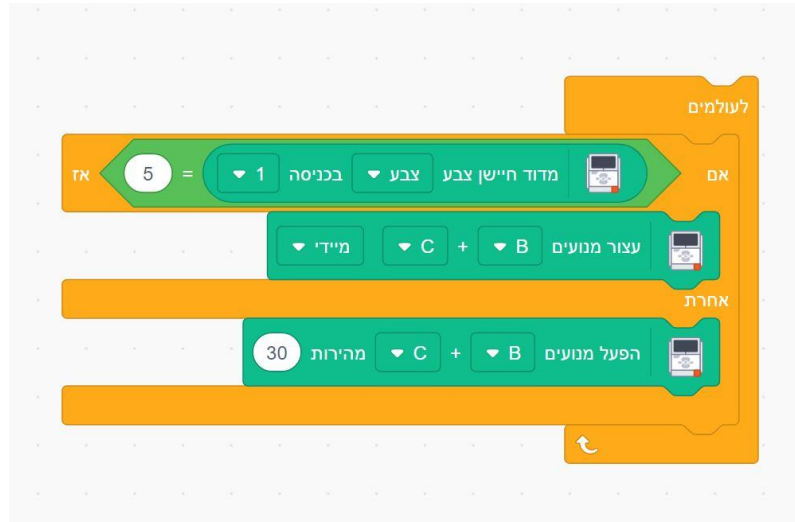 לעולמים
אם מדוד חיישן צבע צבע בכניסה 1 = 5 אז
עצור מנועים B + C מיידי
אחרת
הפעל מנועים B + C מהירות 30